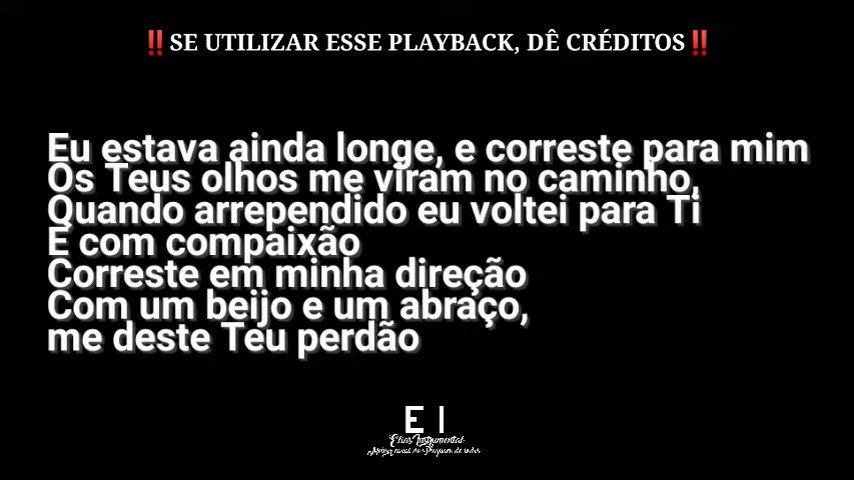 ‼️SE UTILIZAR ESSE PLAYBACK, DÊ CRÉDITOS‼️
Eu estava ainda longe, e correste para mim
Os Teus olhos me viram no caminho,
Quando arrependido eu voltei para Ti
E com compaixão
Correste em minha direção
Com um beijo e um abraço,
me deste Teu perdão
E I
Elias Instrumental